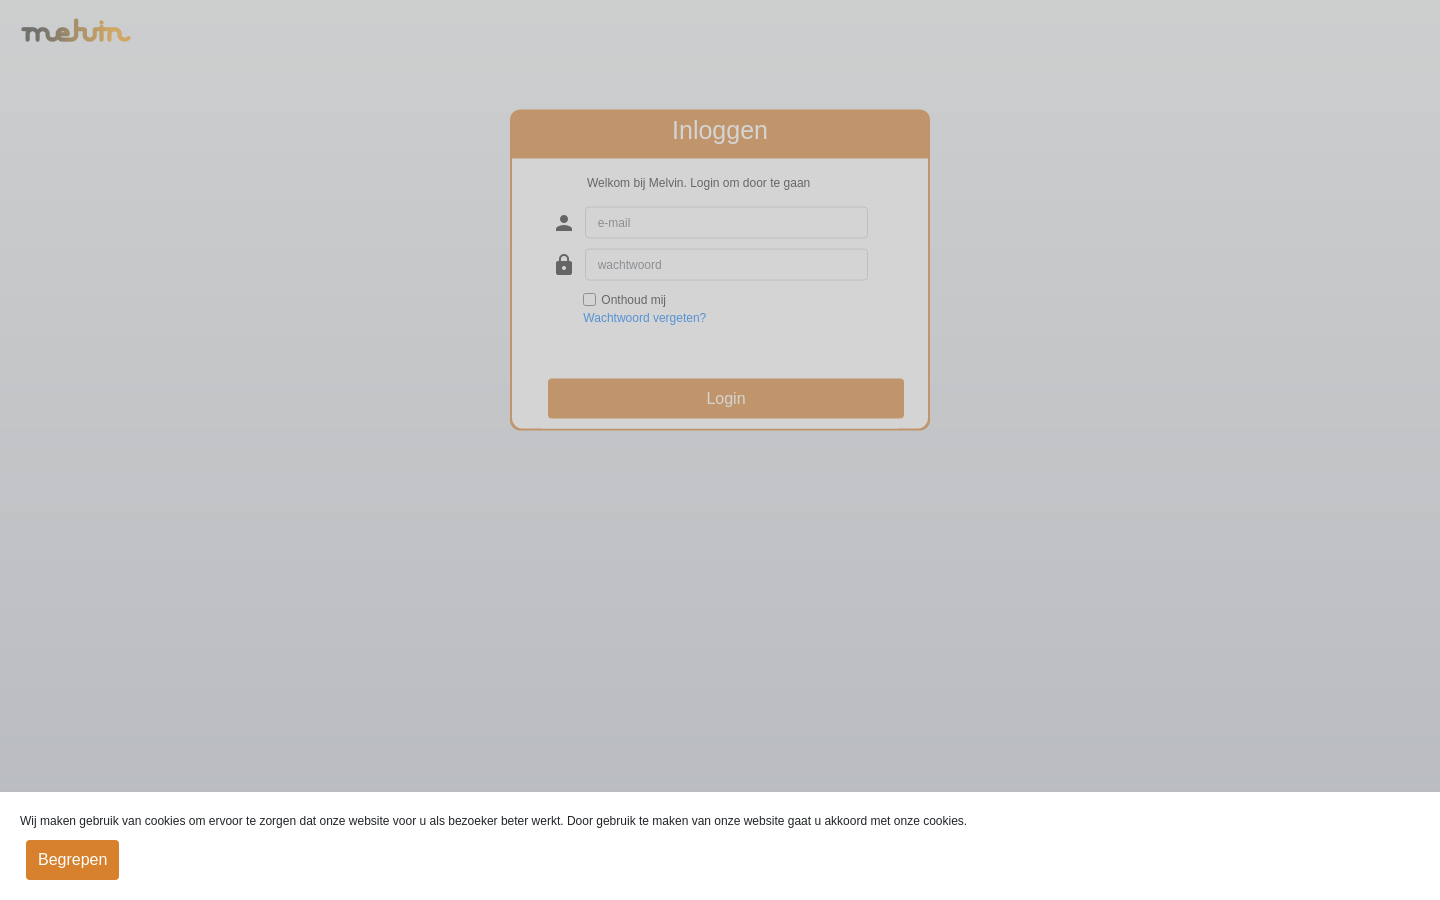 melvin
Inloggen
Welkom bij Melvin. Login om door te gaan
e-mail
wachtwoord
Onthoud mij
Wachtwoord vergeten?
Login
Wij maken gebruik van cookies om ervoor te zorgen dat onze website voor u als bezoeker beter werkt. Door gebruik te maken van onze website gaat u akkoord met onze cookies.
Begrepen